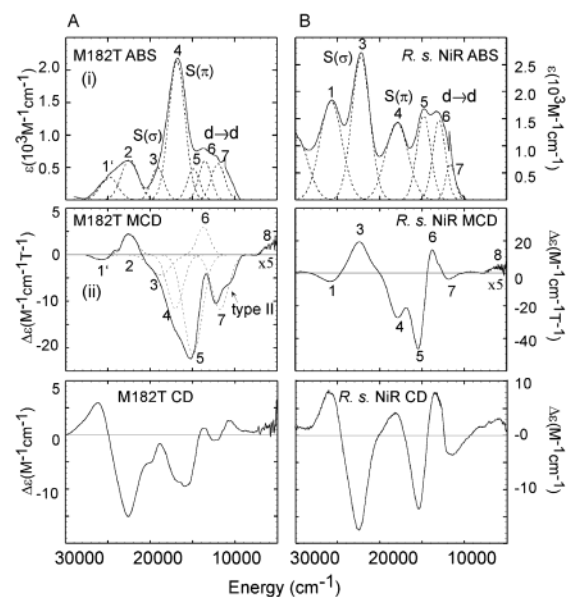 A
B
M182T ABS
(i)
4
S(π)
S(σ)
d→d
1'
2
3
5
6
7
2.0
1.5
1.0
0.5
ε(10³M⁻¹cm⁻¹)
R. s. NiR ABS
3
S(σ)
1
S(π)
4
5
d→d
6
7
2.5
2.0
1.5
1.0
0.5
ε(10³M⁻¹cm⁻¹)
M182T MCD
(ii)
6
8
x5
1'
2
3
4
5
7
type II
5
0
-10
-20
Δε(M⁻¹cm⁻¹T⁻¹)
R. s. NiR MCD
3
6
8
x5
1
4
5
7
20
0
-20
-40
Δε(M⁻¹cm⁻¹T⁻¹)
M182T CD
5
0
-10
Δε(M⁻¹cm⁻¹)
R. s. NiR CD
10
-0
-10
Δε(M⁻¹cm⁻¹)
30000 20000 10000
30000 20000 10000
Energy (cm⁻¹)